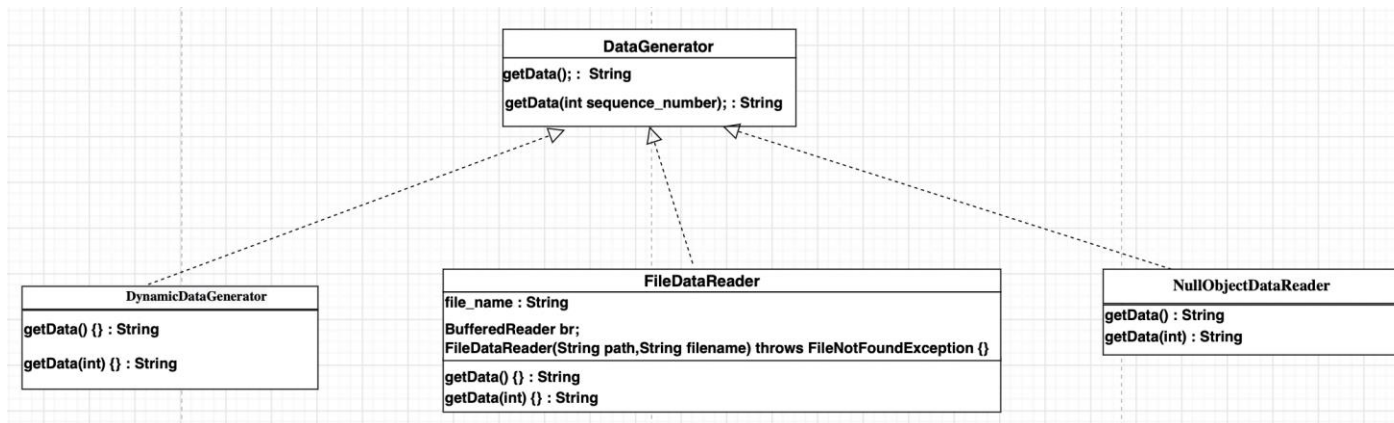 DataGenerator
getData(); : String
getData(int sequence_number); : String
DynamicDataGenerator
getData() {} : String
getData(int) {} : String
FileDataReader
file_name : String
BufferedReader br;
FileDataReader(String path,String filename) throws FileNotFoundException {}
getData() {} : String
getData(int) {} : String
NullObjectDataReader
getData() : String
getData(int) : String